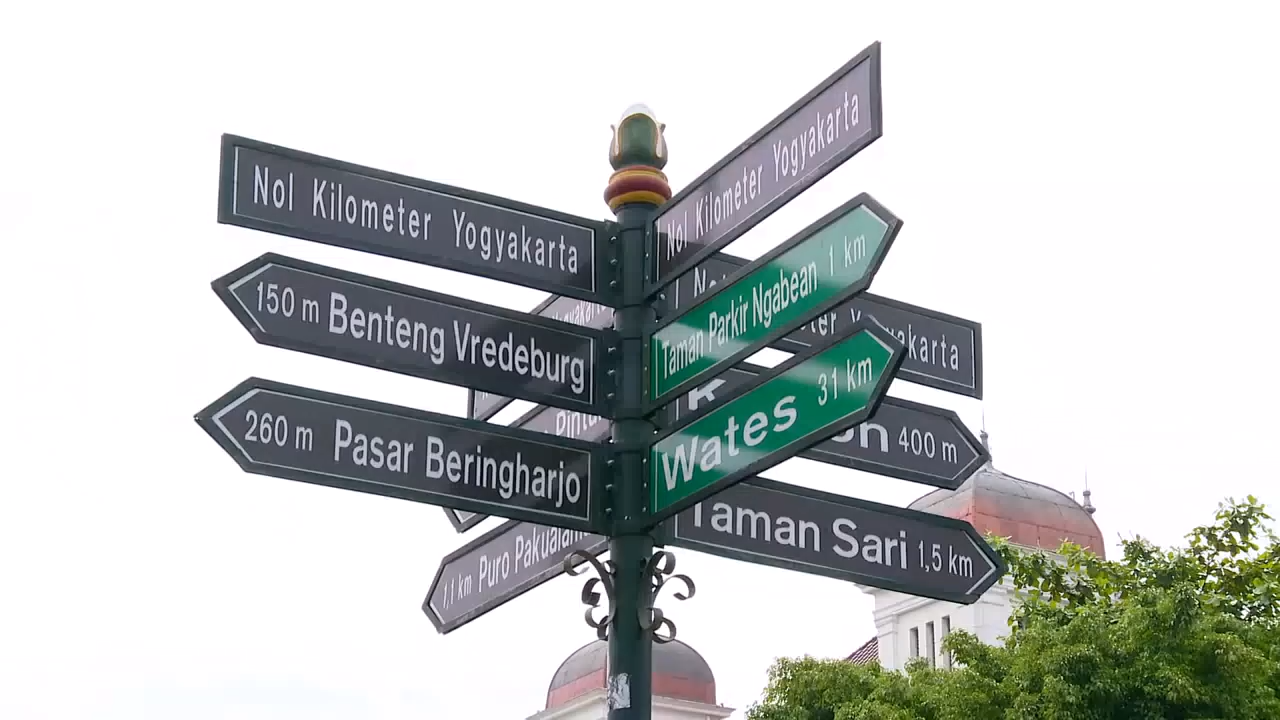 Nol Kilometer Yogyakarta
150 m Benteng Vredeburg
260 m Pasar Beringharjo
1,1 km Puro Pakualam
Nol Kilometer Yogyakarta
Taman Parkir Ngabean 1 km
Wates 31 km
400 m
Taman Sari 1,5 km